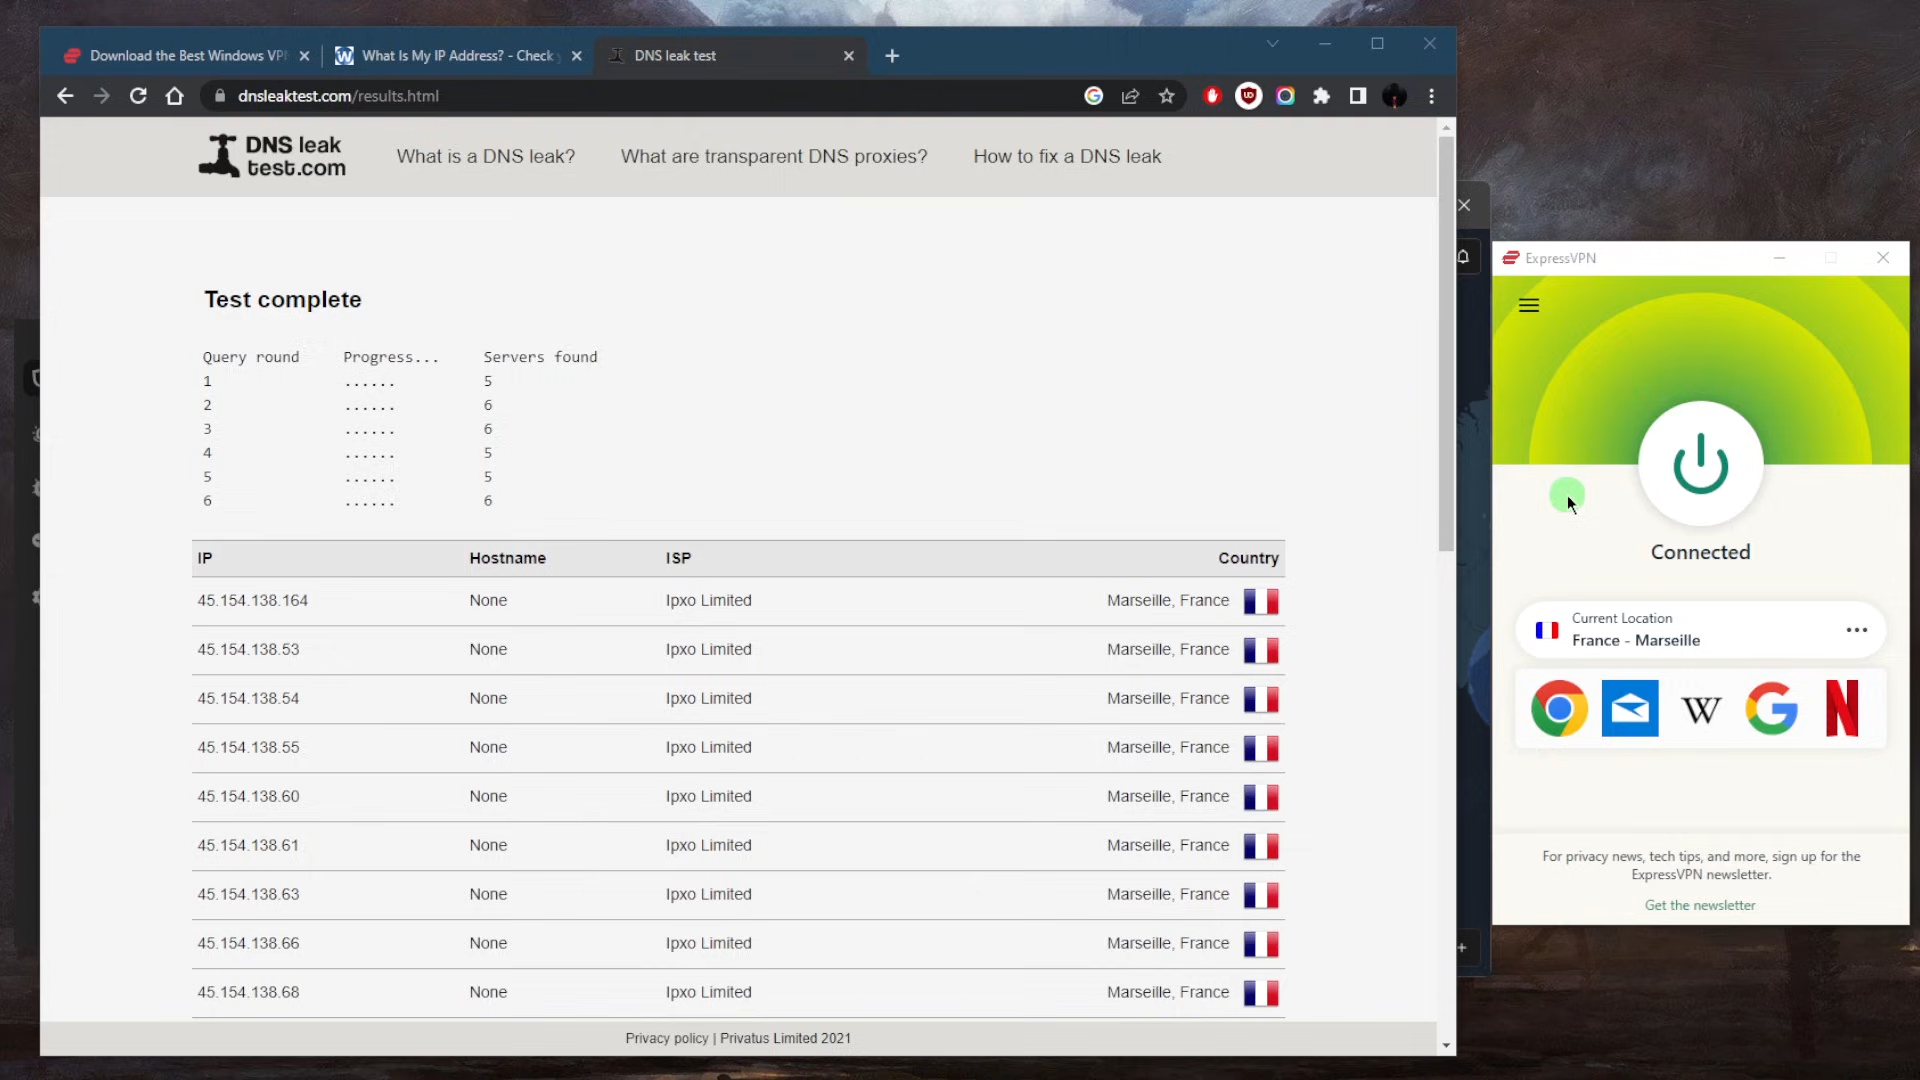 Download the Best Windows VP
What Is My IP Address? - Check
DNS leak test
dnsleaktest.com/results.html
DNS leak
test.com
What is a DNS leak?
What are transparent DNS proxies?
How to fix a DNS leak
Test complete
Query round Progress... Servers found
1 ...... 5
2 ...... 6
3 ...... 6
4 ...... 5
5 ...... 5
6 ...... 6
IP Hostname ISP Country
45.154.138.164 None Ipxo Limited Marseille, France
45.154.138.53 None Ipxo Limited Marseille, France
45.154.138.54 None Ipxo Limited Marseille, France
45.154.138.55 None Ipxo Limited Marseille, France
45.154.138.60 None Ipxo Limited Marseille, France
45.154.138.61 None Ipxo Limited Marseille, France
45.154.138.63 None Ipxo Limited Marseille, France
45.154.138.66 None Ipxo Limited Marseille, France
45.154.138.68 None Ipxo Limited Marseille, France
Privacy policy | Privatus Limited 2021
ExpressVPN
Connected
Current Location
France - Marseille
W
For privacy news, tech tips, and more, sign up for the
ExpressVPN newsletter.
Get the newsletter